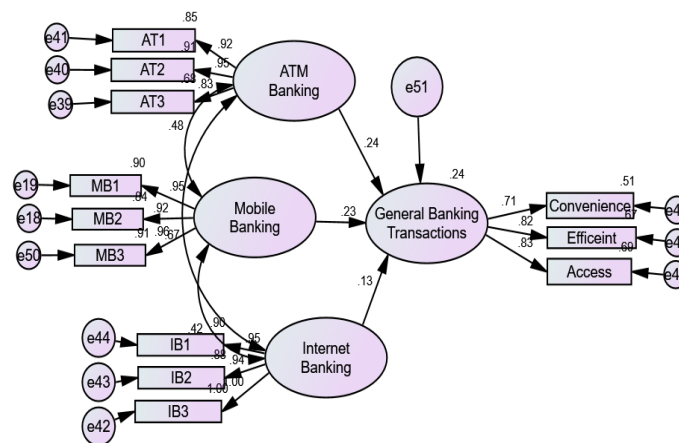 .85
e41
AT1
.92
.91
e40
AT2
.95
.69
e39
AT3
.83
ATM
Banking
e51
.48
.24
.24
.90
e19
MB1
.95
.84
e18
MB2
.92
.91
.96
.67
e50
MB3
Mobile
Banking
.23
General Banking
Transactions
.71
.51
Convenience
.82
.67
Efficeint
.83
.69
Access
.13
.90
.42
e44
IB1
.95
.88
e43
IB2
.94
1.00
1.00
e42
IB3
Internet
Banking